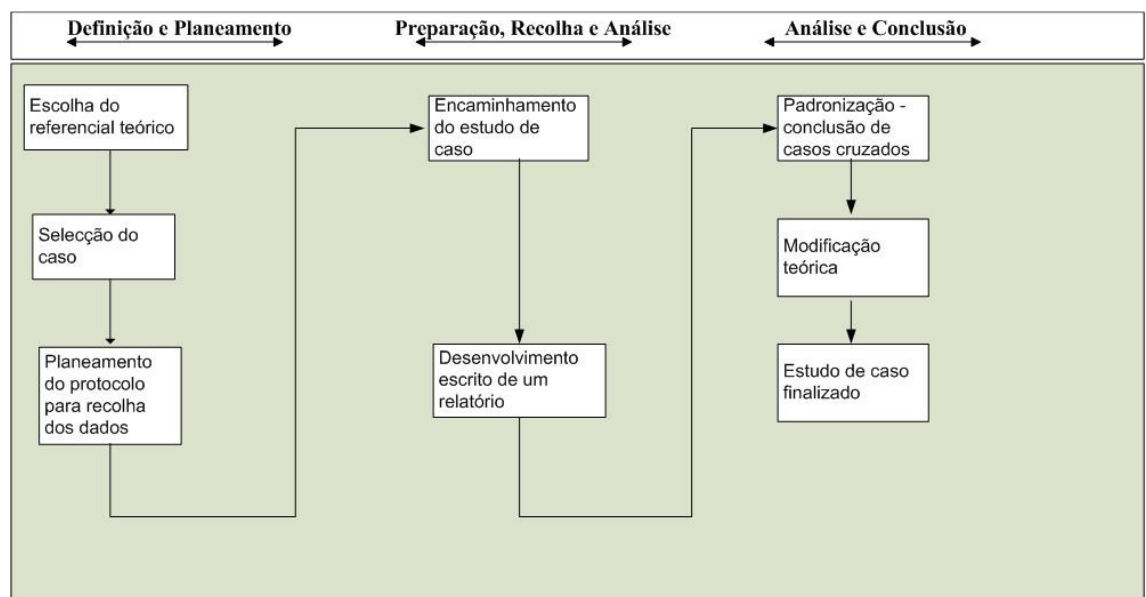 Definição e Planeamento
Preparação, Recolha e Análise
Análise e Conclusão
Escolha do
referencial teórico
Selecção do
caso
Planeamento
do protocolo
para recolha
dos dados
Encaminhamento
do estudo de
caso
Desenvolvimento
escrito de um
relatório
Padronização -
conclusão de
casos cruzados
Modificação
teórica
Estudo de caso
finalizado